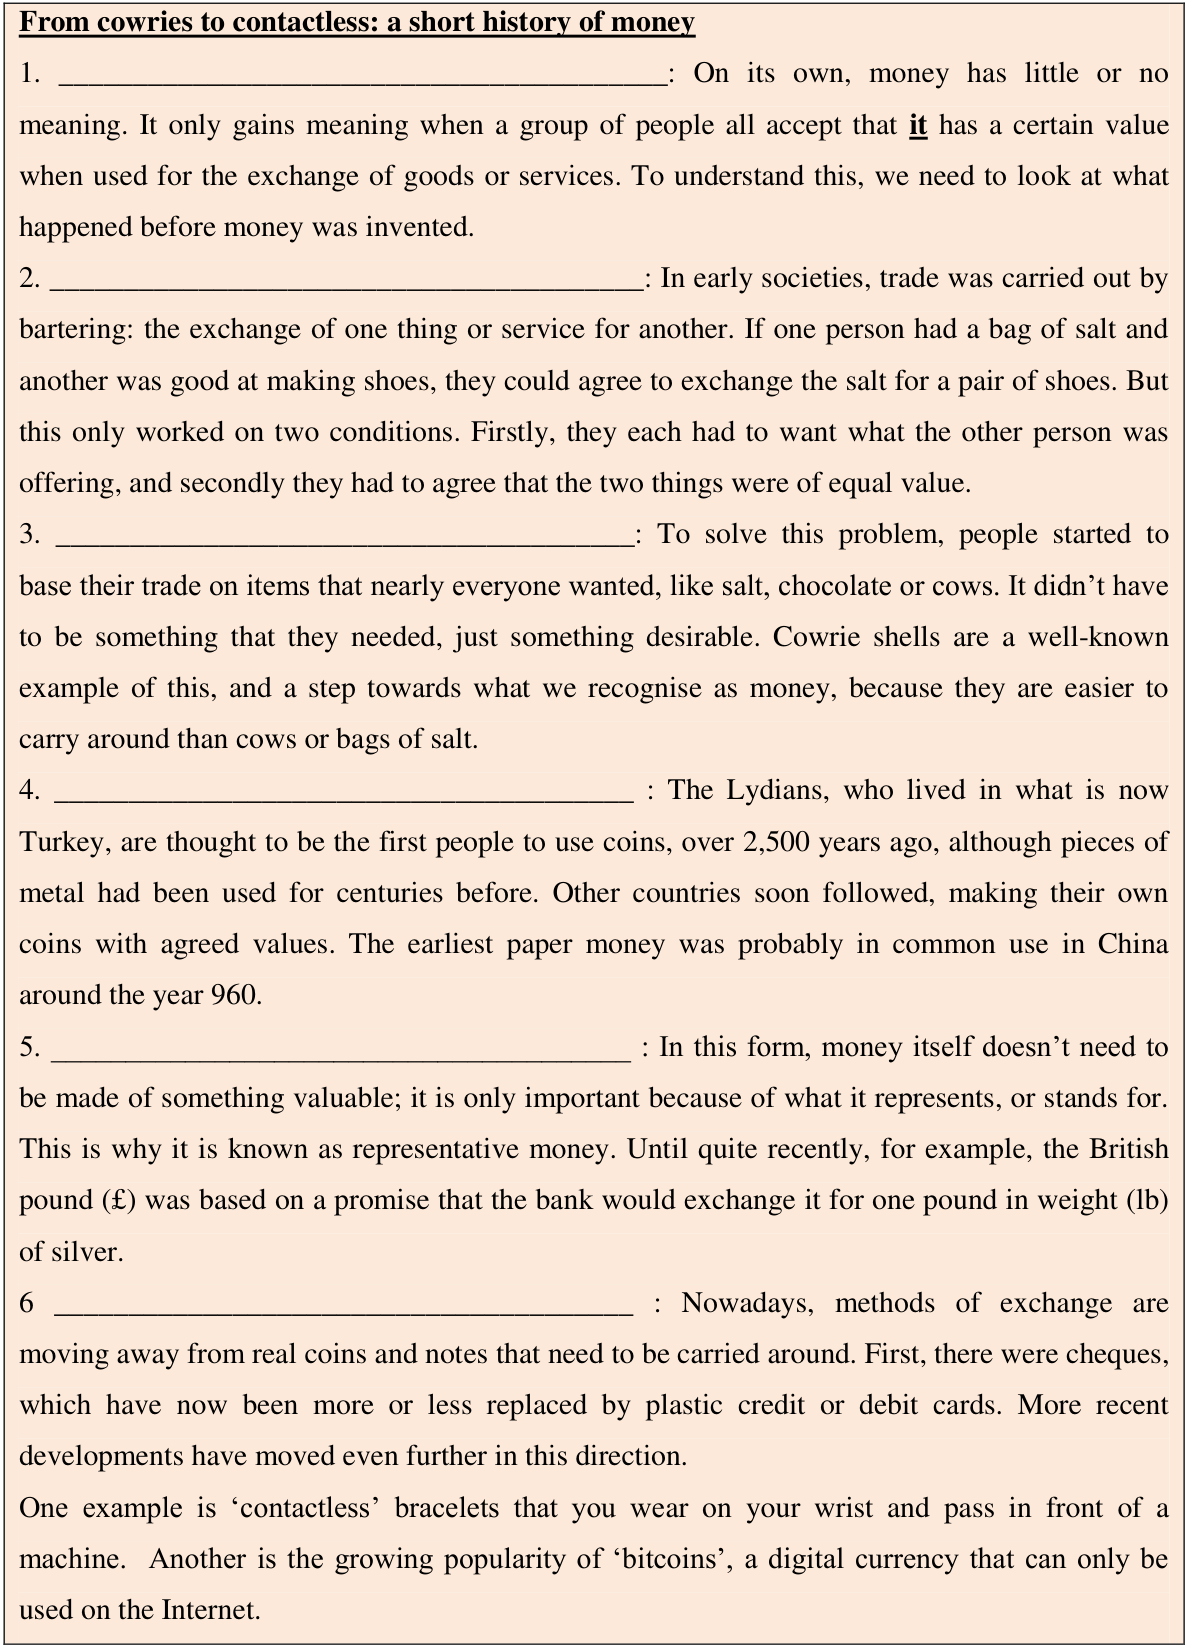 From cowries to contactless: a short history of money
1. _________________________________________: On its own, money has little or no
meaning. It only gains meaning when a group of people all accept that it has a certain value
when used for the exchange of goods or services. To understand this, we need to look at what
happened before money was invented.
2. ________________________________________: In early societies, trade was carried out by
bartering: the exchange of one thing or service for another. If one person had a bag of salt and
another was good at making shoes, they could agree to exchange the salt for a pair of shoes. But
this only worked on two conditions. Firstly, they each had to want what the other person was
offering, and secondly they had to agree that the two things were of equal value.
3. _______________________________________: To solve this problem, people started to
base their trade on items that nearly everyone wanted, like salt, chocolate or cows. It didn’t have
to be something that they needed, just something desirable. Cowrie shells are a well-known
example of this, and a step towards what we recognise as money, because they are easier to
carry around than cows or bags of salt.
4. _______________________________________ : The Lydians, who lived in what is now
Turkey, are thought to be the first people to use coins, over 2,500 years ago, although pieces of
metal had been used for centuries before. Other countries soon followed, making their own
coins with agreed values. The earliest paper money was probably in common use in China
around the year 960.
5. _______________________________________ : In this form, money itself doesn’t need to
be made of something valuable; it is only important because of what it represents, or stands for.
This is why it is known as representative money. Until quite recently, for example, the British
pound (£) was based on a promise that the bank would exchange it for one pound in weight (lb)
of silver.
6 _______________________________________ : Nowadays, methods of exchange are
moving away from real coins and notes that need to be carried around. First, there were cheques,
which have now been more or less replaced by plastic credit or debit cards. More recent
developments have moved even further in this direction.
One example is ‘contactless’ bracelets that you wear on your wrist and pass in front of a
machine.  Another is the growing popularity of ‘bitcoins’, a digital currency that can only be
used on the Internet.